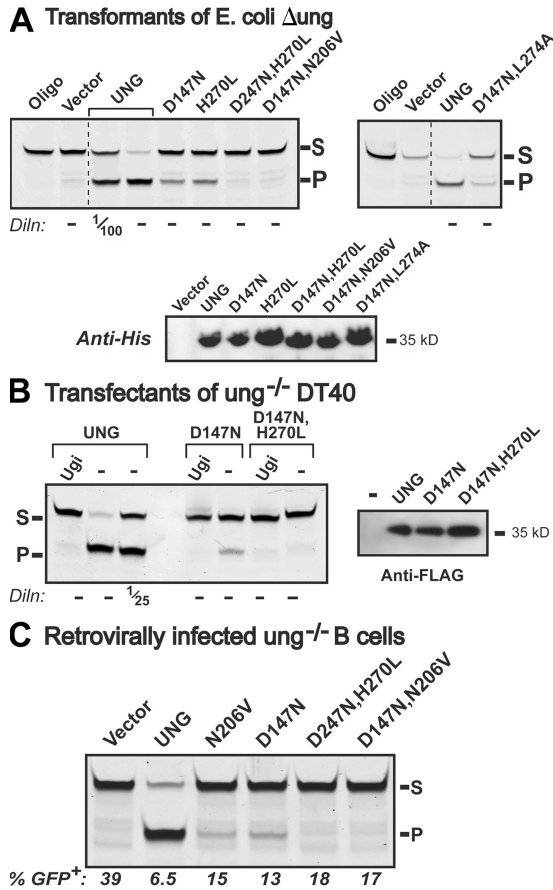 A Transformants of E. coli Δung
Oligo Vector UNG D147N H270L D247N,H270L D147N,N206V
S
P
Diln: - 1/100 - - - - -
Oligo Vector UNG D147N,L274A
S
P
- -
Vector UNG D147N H270L D147N,H270L D147N,N206V D147N,L274A
Anti-His
35 kD
B Transfectants of ung-/- DT40
UNG D147N D147N,
H270L
Ugi - - Ugi - Ugi -
S
P
Diln: - - 1/25 - - - -
- UNG D147N D147N,H270L
35 kD
Anti-FLAG
C Retrovirally infected ung-/- B cells
Vector UNG N206V D147N D247N,H270L D147N,N206V
S
P
% GFP+: 39 6.5 15 13 18 17